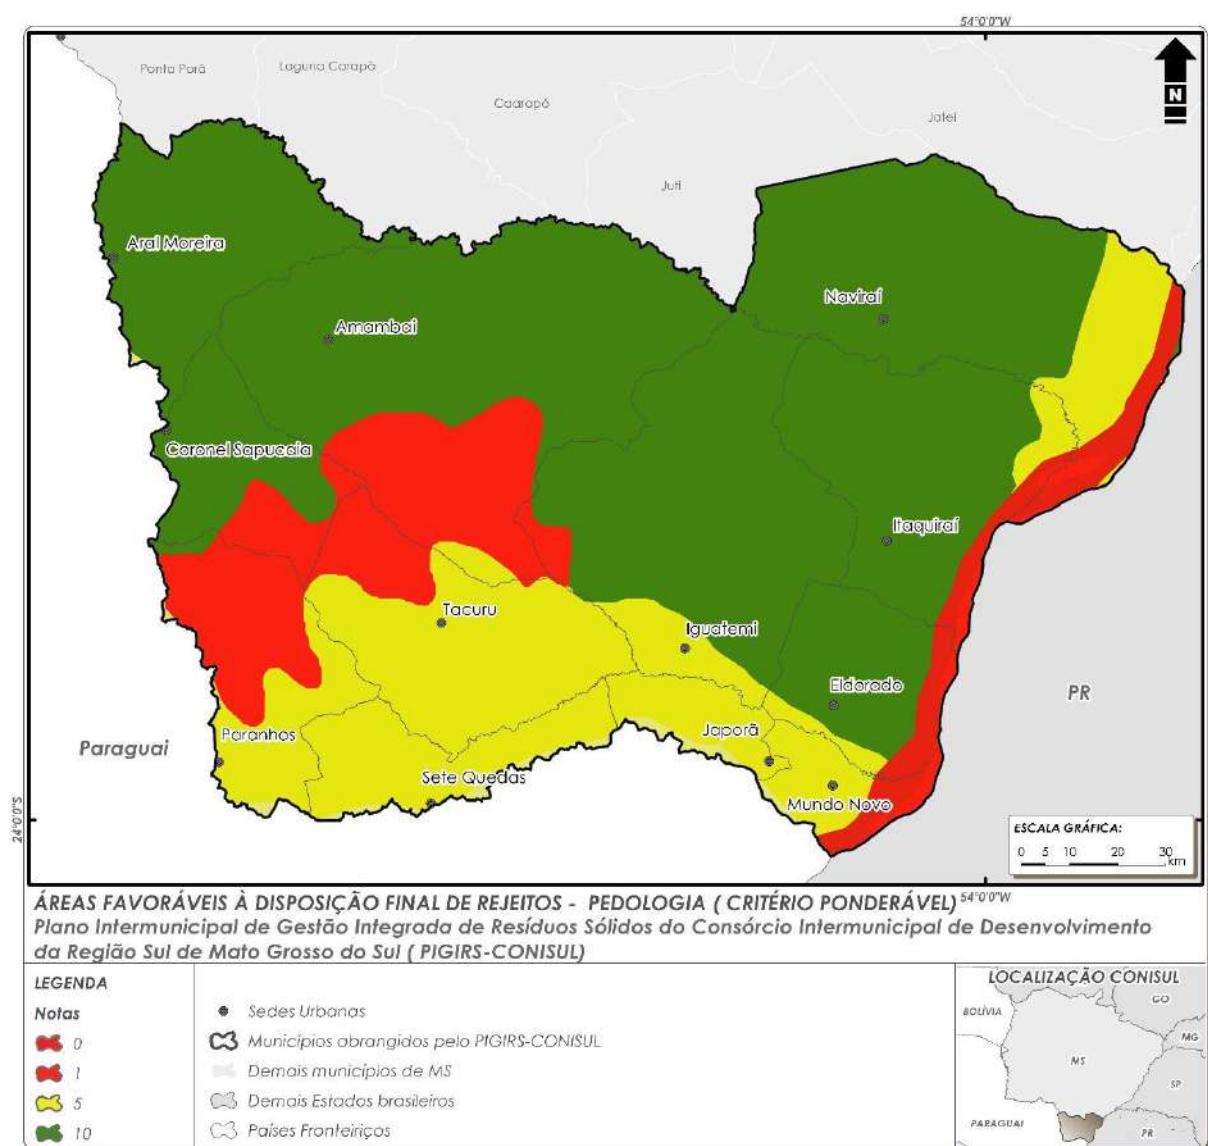 54°0'0"W
Ponta Porã
Laguna Carapã
Caarapó
Jateí
Juti
N
Aral Moreira
Naviraí
Amambai
Coronel Sapucaia
Itaquiraí
Tacuru
Iguatemi
Eldorado
PR
Paraguai
Paranhos
Japorã
Sete Quedas
Mundo Novo
24°0'0"S
ESCALA GRÁFICA:
0 5 10 20 30
km
54°0'0"W
ÁREAS FAVORÁVEIS À DISPOSIÇÃO FINAL DE REJEITOS - PEDOLOGIA ( CRITÉRIO PONDERÁVEL)
Plano Intermunicipal de Gestão Integrada de Resíduos Sólidos do Consórcio Intermunicipal de Desenvolvimento
da Região Sul de Mato Grosso do Sul ( PIGIRS-CONISUL)
LEGENDA
Notas
0
1
5
10
Sedes Urbanas
Municípios abrangidos pelo PIGIRS-CONISUL
Demais municípios de MS
Demais Estados brasileiros
Países Fronteiriços
LOCALIZAÇÃO CONISUL
GO
BOLÍVIA
MG
MS
SP
PARAGUAI
PR